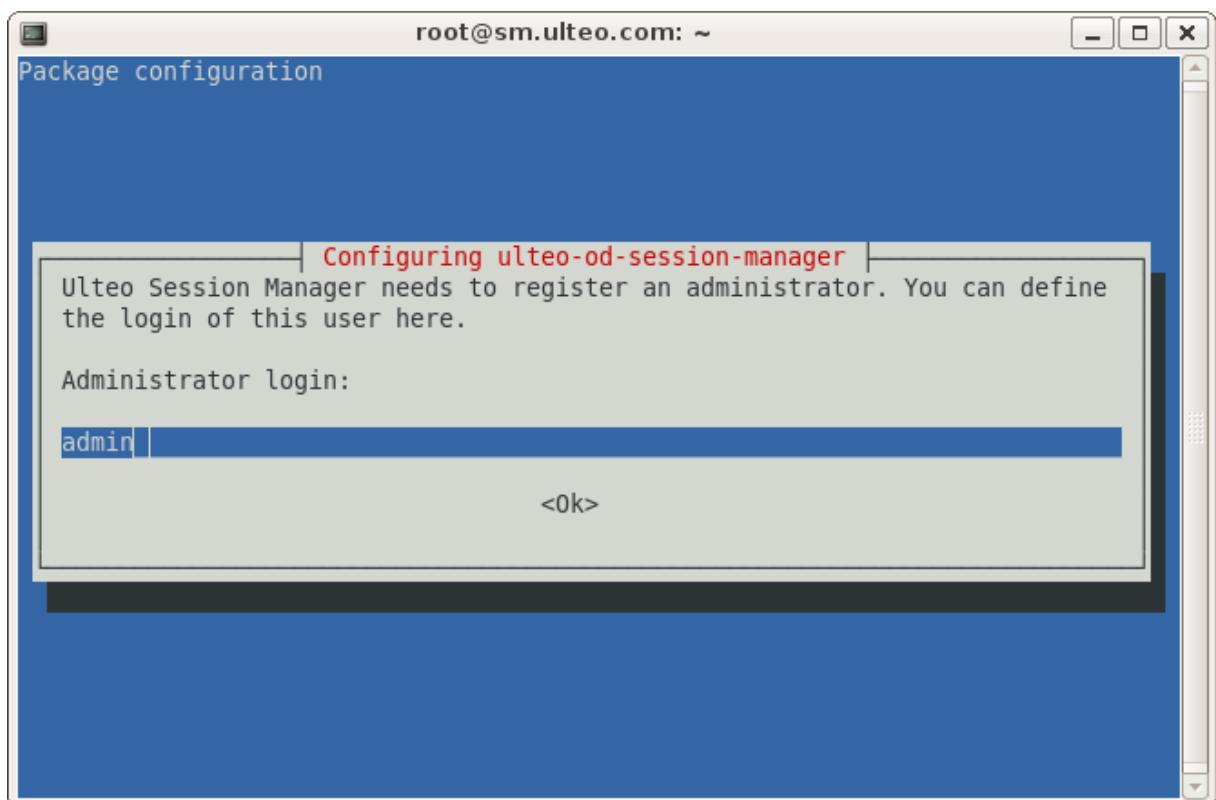 root@sm.ulteo.com: ~
Package configuration
Configuring ulteo-od-session-manager
Ulteo Session Manager needs to register an administrator. You can define
the login of this user here.
Administrator login:
admin
<Ok>